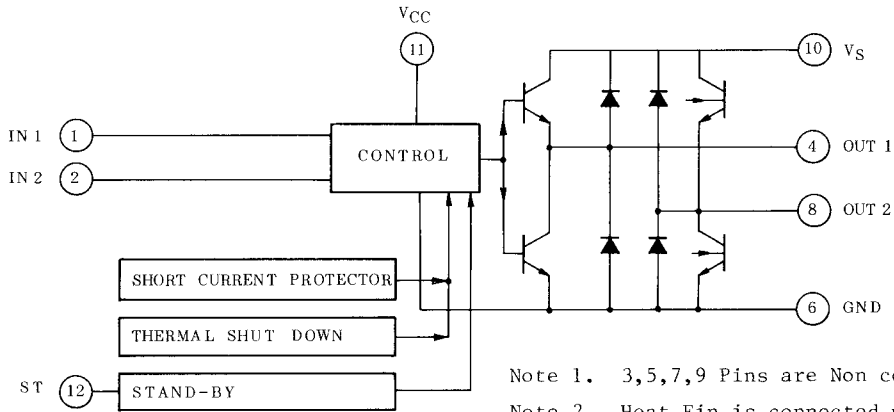 VCC
11
10 VS
IN 1 1
CONTROL
4 OUT 1
IN 2 2
8 OUT 2
SHORT CURRENT PROTECTOR
6 GND
THERMAL SHUT DOWN
ST 12 STAND-BY
Note 1. 3,5,7,9 Pins are Non
Note 2. Heat Fin is connected